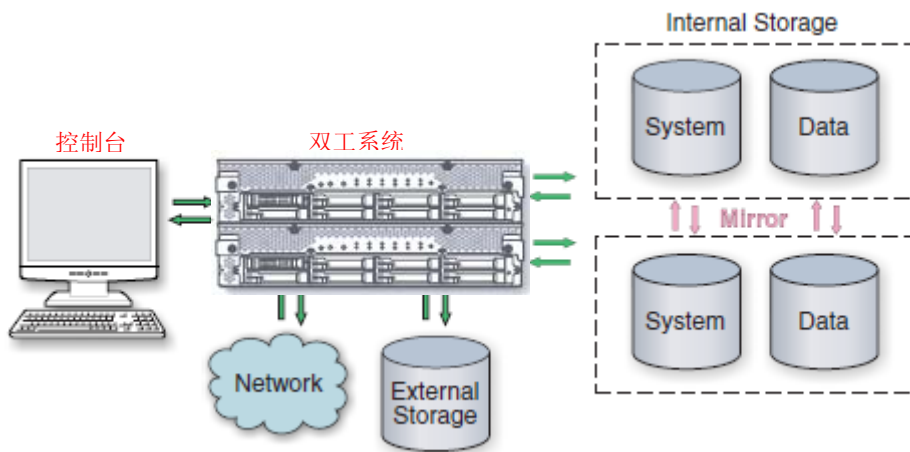 Internal Storage
控制台
双工系统
System
Data
Mirror
System
Data
Network
External
Storage